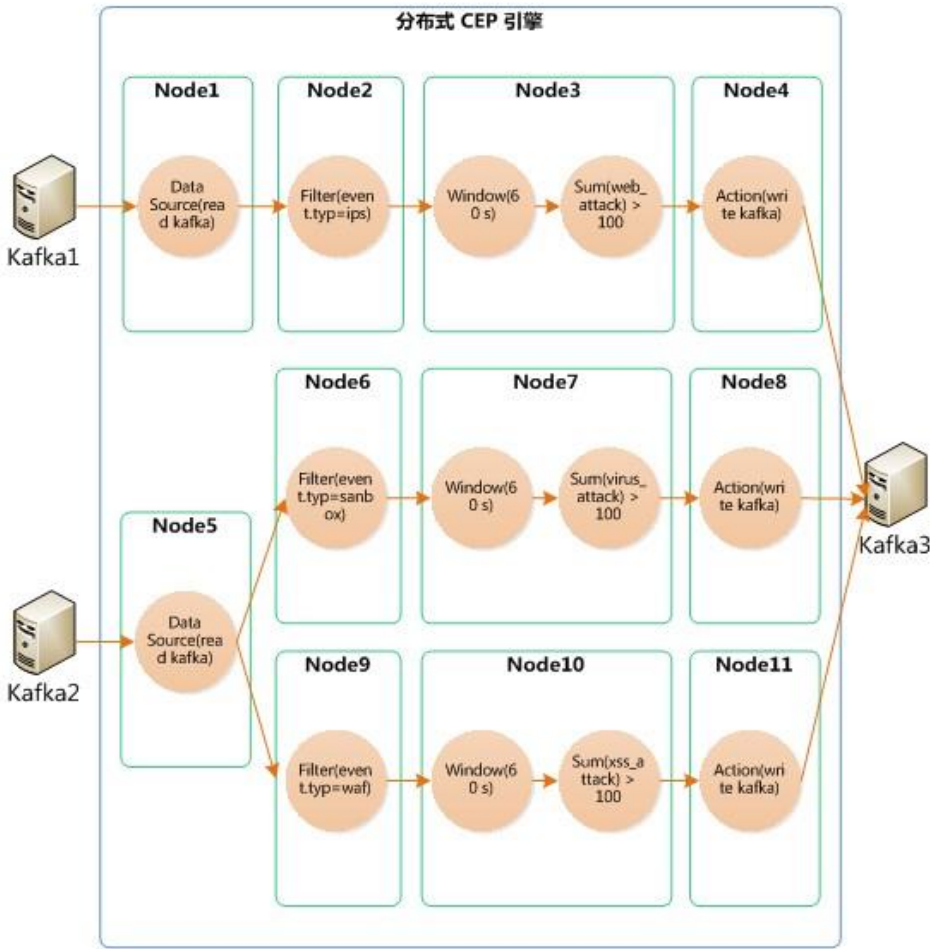 分布式 CEP 引擎
Node1
Node2
Node3
Node4
Kafka1
Data
Source(rea
d kafka)
Filter(even
t.typ=ips)
Window(6
0 s)
Sum(web_
attack) >
100
Action(wri
te kafka)
Node6
Node7
Node8
Filter(even
t.typ=sanb
ox)
Window(6
0 s)
Sum(virus_
attack) >
100
Action(wri
te kafka)
Kafka3
Node5
Kafka2
Data
Source(rea
d kafka)
Node9
Node10
Node11
Filter(even
t.typ=waf)
Window(6
0 s)
Sum(xss_a
ttack) >
100
Action(wri
te kafka)